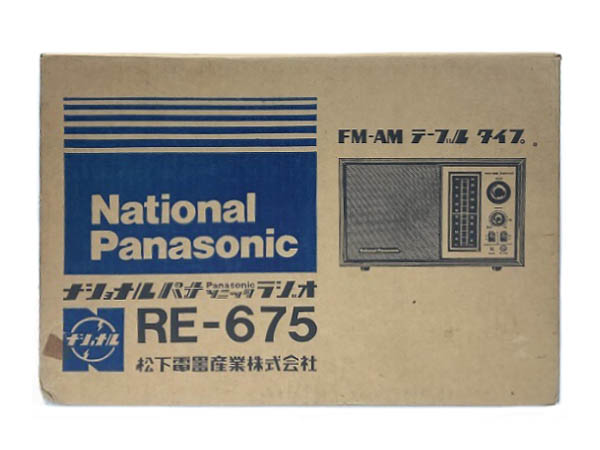 FM-AM テーブル タイプ。
National
Panasonic
National Panasonic
ナショナル パナソニック Panasonic ラジオ
RE-675
ナショナル
松下電器産業株式会社